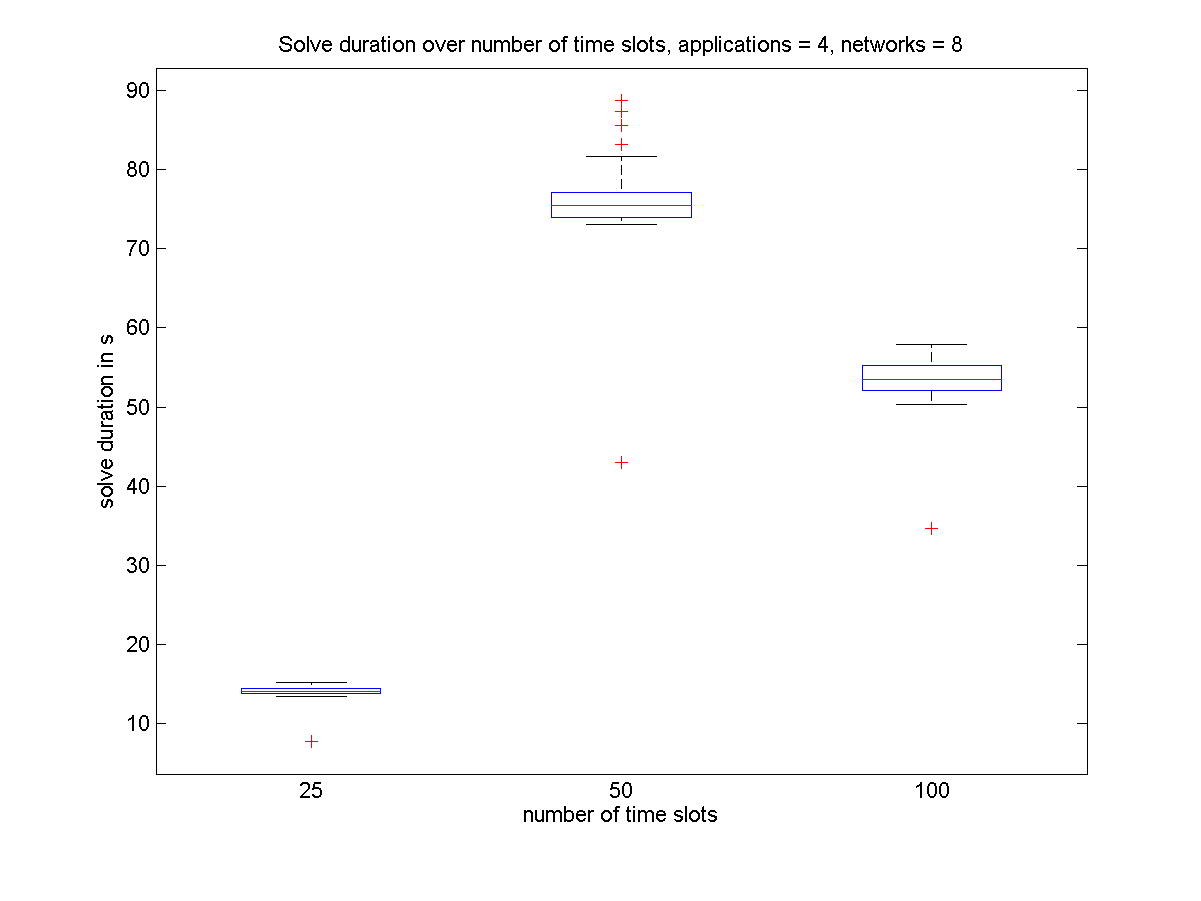 Solve duration over number of time slots, applications = 4, networks = 8
90
80
70
60
50
40
30
20
10
solve duration in s
25 50 100
number of time slots